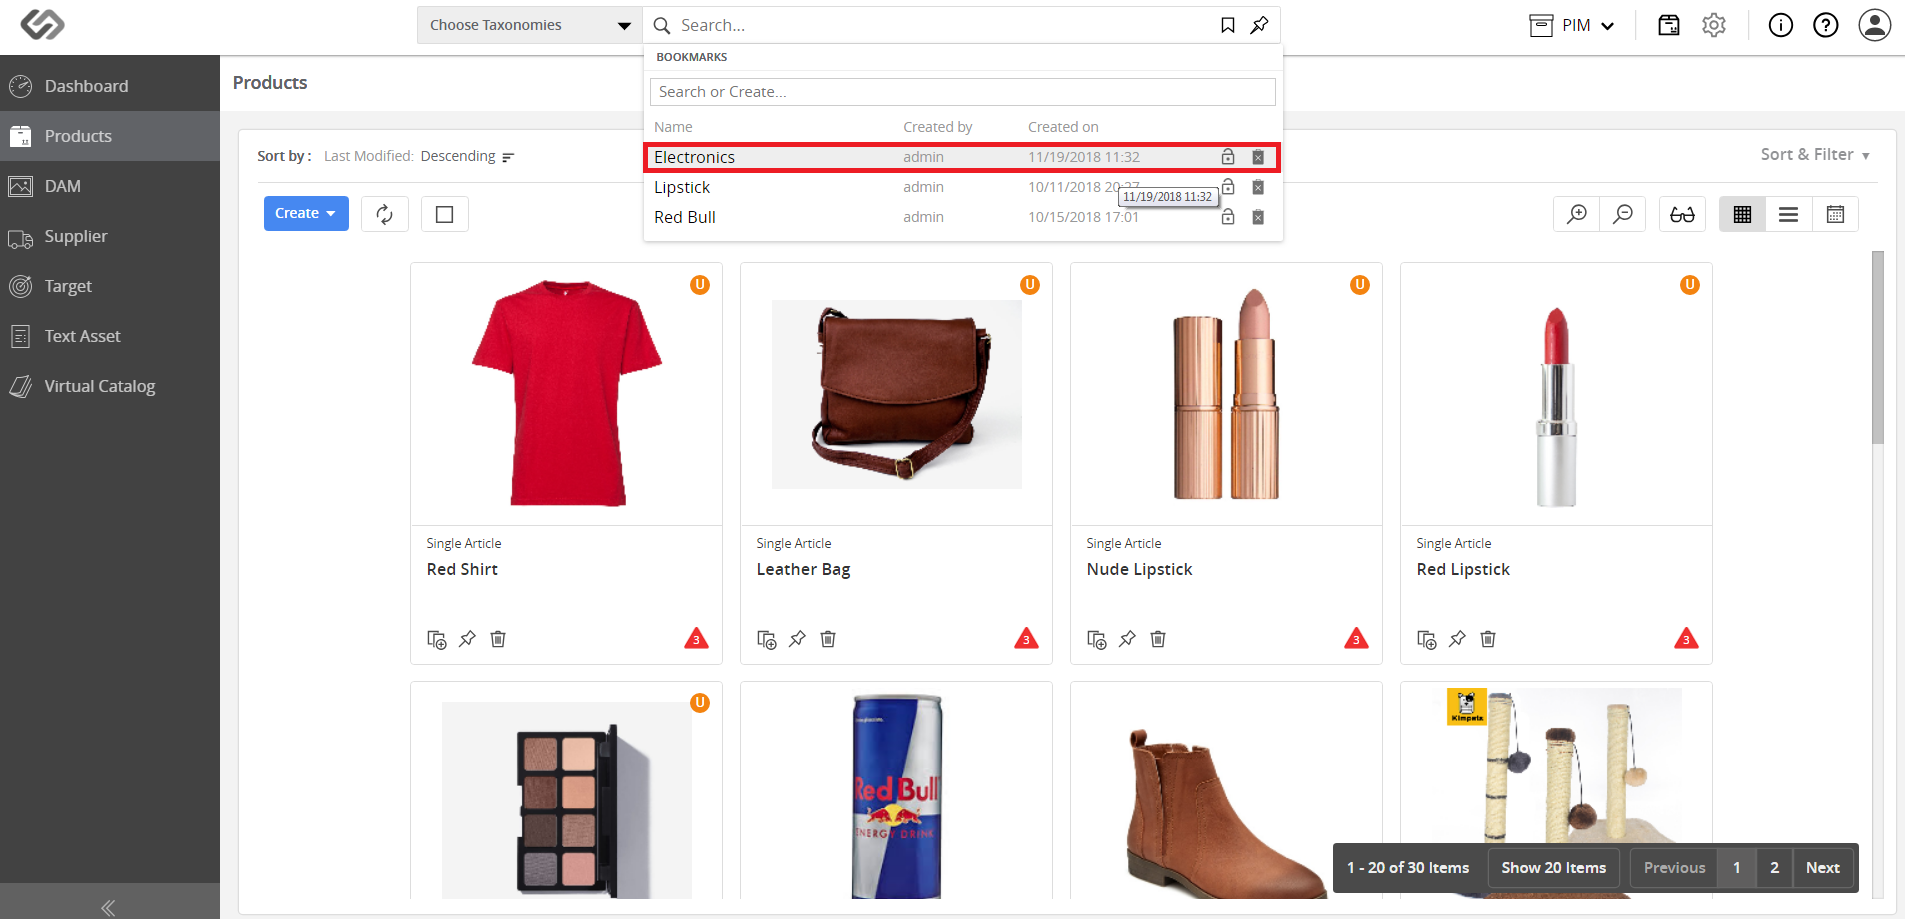 Choose Taxonomies
Search...
PIM
BOOKMARKS
Search or Create...
Name Created by Created on
Electronics admin 11/19/2018 11:32
Lipstick admin 10/11/2018 20:27
11/19/2018 11:32
Red Bull admin 10/15/2018 17:01
Dashboard
Products
DAM
Supplier
Target
Text Asset
Virtual Catalog
Products
Sort by : Last Modified: Descending
Sort & Filter
Create
U
U
U
U
Single Article
Red Shirt
3
Single Article
Leather Bag
3
Single Article
Nude Lipstick
3
Single Article
Red Lipstick
3
U
Red Bull
ENERGY DRINK
Kimpets
1 - 20 of 30 Items
Show 20 Items
Previous 1 2 Next